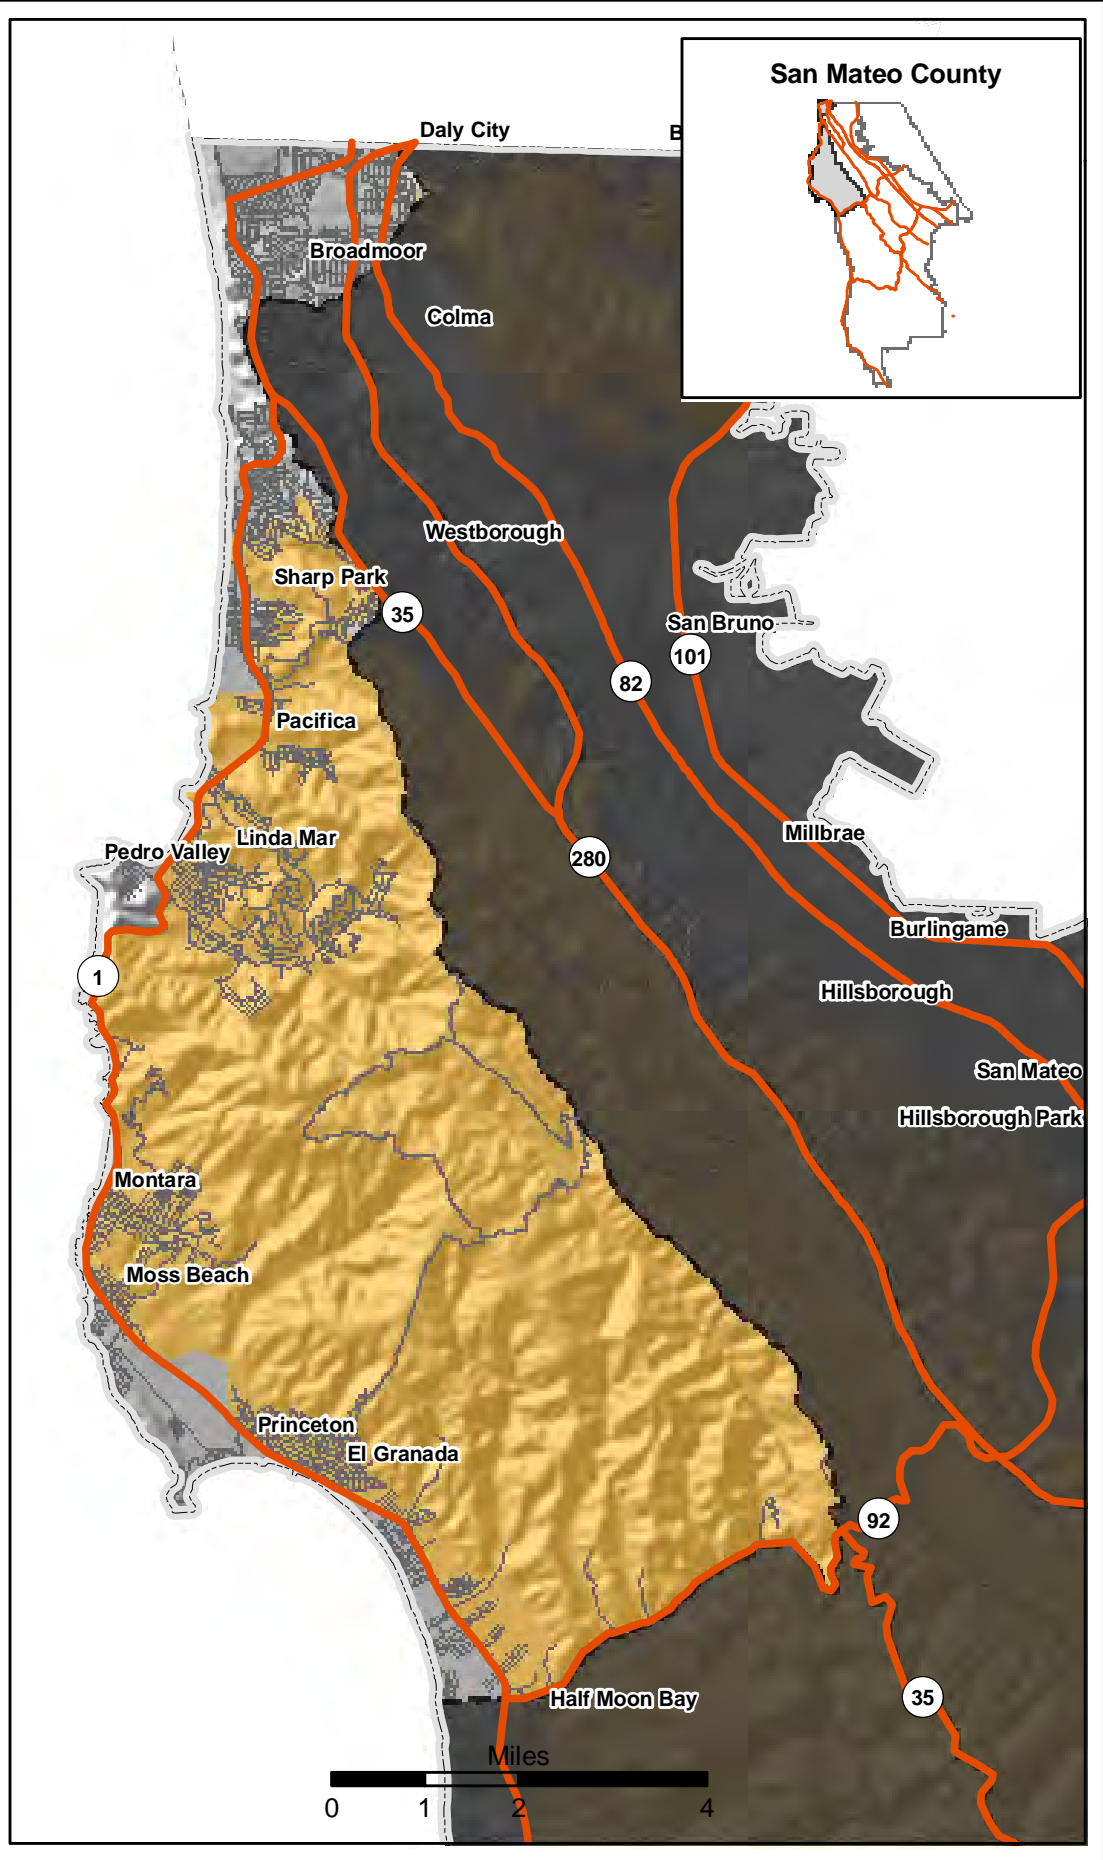 San Mateo County
Daly City
B
Broadmoor
Colma
Westborough
Sharp Park
35
San Bruno
101
82
Pacifica
Millbrae
Linda Mar
Pedro Valley
280
Burlingame
1
Hillsborough
San Mateo
Hillsborough Park
Montara
Moss Beach
Princeton
El Granada
92
Half Moon Bay
35
Miles
0 1 2 4